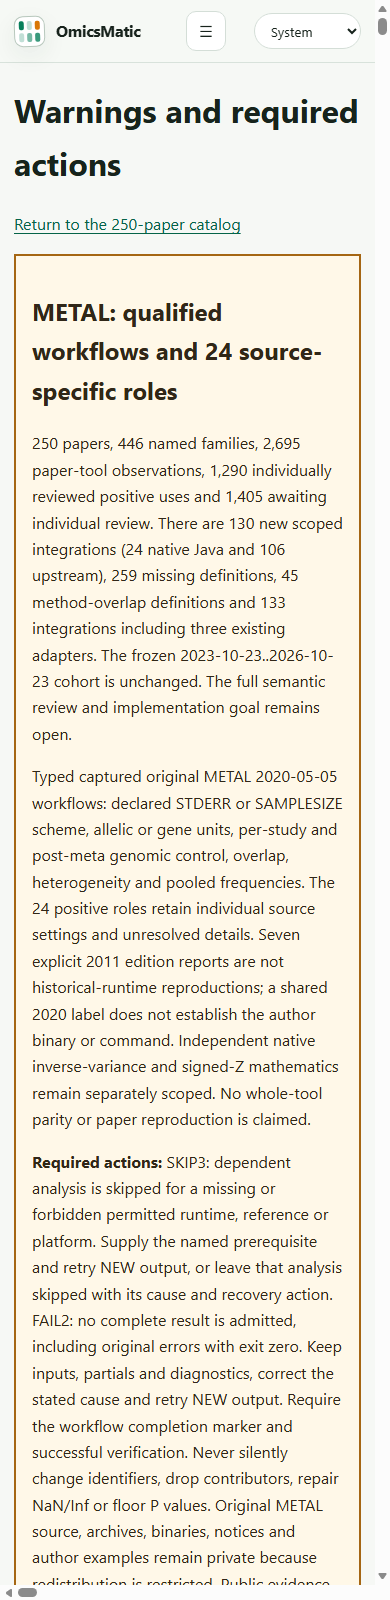 OmicsMatic
☰
System
Warnings and required
actions
Return to the 250-paper catalog
METAL: qualified
workflows and 24 source-
specific roles
250 papers, 446 named families, 2,695
paper-tool observations, 1,290 individually
reviewed positive uses and 1,405 awaiting
individual review. There are 130 new scoped
integrations (24 native Java and 106
upstream), 259 missing definitions, 45
method-overlap definitions and 133
integrations including three existing
adapters. The frozen 2023-10-23..2026-10-
23 cohort is unchanged. The full semantic
review and implementation goal remains
open.
Typed captured original METAL 2020-05-05
workflows: declared STDERR or SAMPLESIZE
scheme, allelic or gene units, per-study and
post-meta genomic control, overlap,
heterogeneity and pooled frequencies. The
24 positive roles retain individual source
settings and unresolved details. Seven
explicit 2011 edition reports are not
historical-runtime reproductions; a shared
2020 label does not establish the author
binary or command. Independent native
inverse-variance and signed-Z mathematics
remain separately scoped. No whole-tool
parity or paper reproduction is claimed.
Required actions: SKIP3: dependent
analysis is skipped for a missing or
forbidden permitted runtime, reference or
platform. Supply the named prerequisite
and retry NEW output, or leave that analysis
skipped with its cause and recovery action.
FAIL2: no complete result is admitted,
including original errors with exit zero. Keep
inputs, partials and diagnostics, correct the
stated cause and retry NEW output. Require
the workflow completion marker and
successful verification. Never silently
change identifiers, drop contributors, repair
NaN/Inf or floor P values. Original METAL
source, archives, binaries, notices and
author examples remain private because
redistribution is restricted. Public evidence